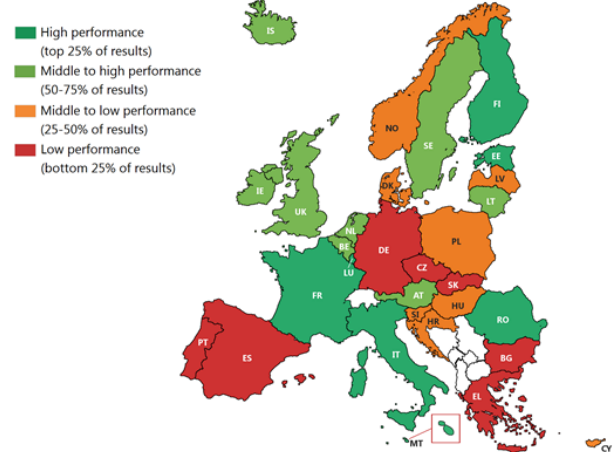 High performance
(top 25% of results)
Middle to high performance
(50-75% of results)
Middle to low performance
(25-50% of results)
Low performance
(bottom 25% of results)
IS
FI
NO
SE
EE
LV
DK
LT
IE
UK
NL
BE
DE
PL
LU
CZ
SK
FR
AT
HU
SI
HR
RO
IT
PT
ES
BG
EL
MT
CY